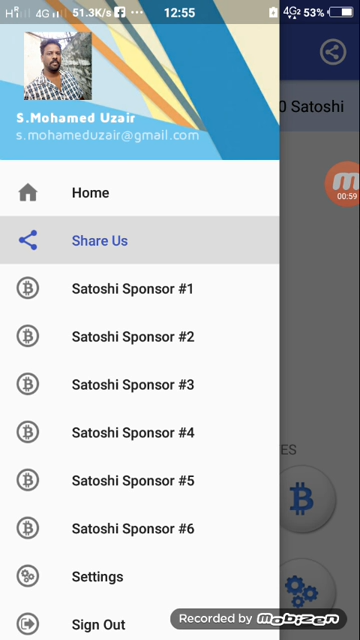 H R 4G 51.3K/s ... 12:55 4G2 53%
0 Satoshi
S.Mohamed Uzair
s.mohameduzair@gmail.com
Home
00:59
Share Us
Satoshi Sponsor #1
Satoshi Sponsor #2
Satoshi Sponsor #3
Satoshi Sponsor #4
ES
Satoshi Sponsor #5
Satoshi Sponsor #6
Settings
Sign Out
Recorded by Mobizen